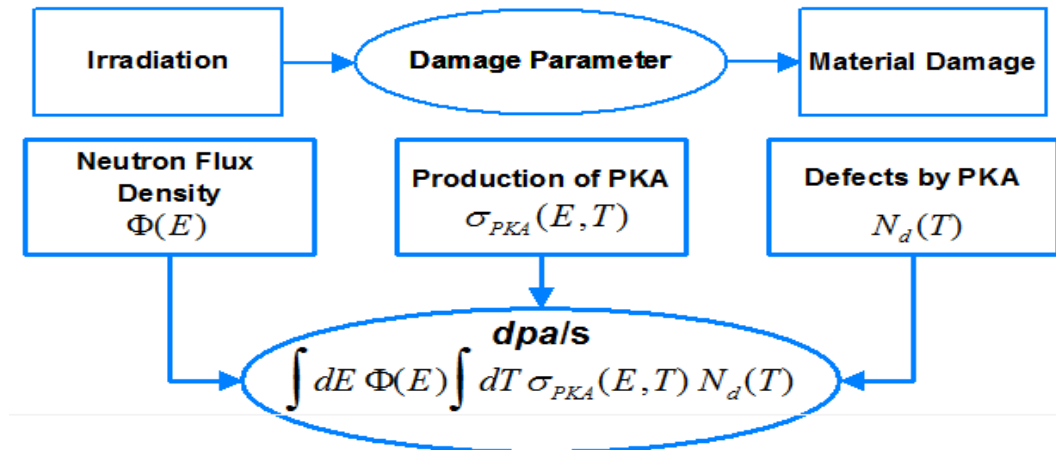 Irradiation
Damage Parameter
Material Damage
Neutron Flux
Density
Φ(E)
Production of PKA
σ_PKA(E,T)
Defects by PKA
N_d(T)
dpa/s
∫ dE Φ(E) ∫ dT σ_PKA(E,T) N_d(T)